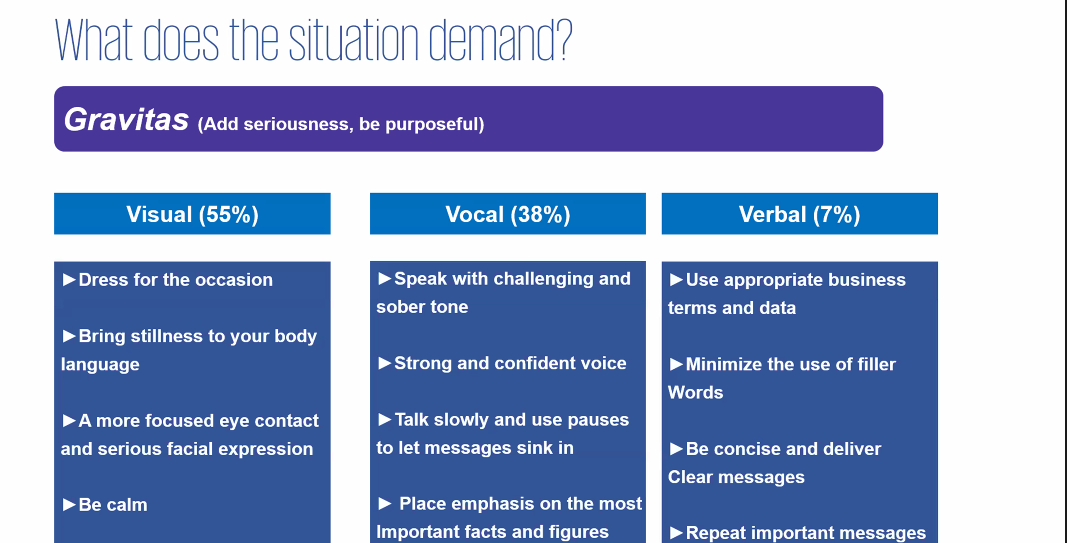 What does the situation demand?
Gravitas (Add seriousness, be purposeful)
Visual (55%)
►Dress for the occasion
►Bring stillness to your body
language
►A more focused eye contact
and serious facial expression
►Be calm
Vocal (38%)
►Speak with challenging and
sober tone
►Strong and confident voice
►Talk slowly and use pauses
to let messages sink in
► Place emphasis on the most
Important facts and figures
Verbal (7%)
►Use appropriate business
terms and data
►Minimize the use of filler
Words
►Be concise and deliver
Clear messages
►Repeat important messages